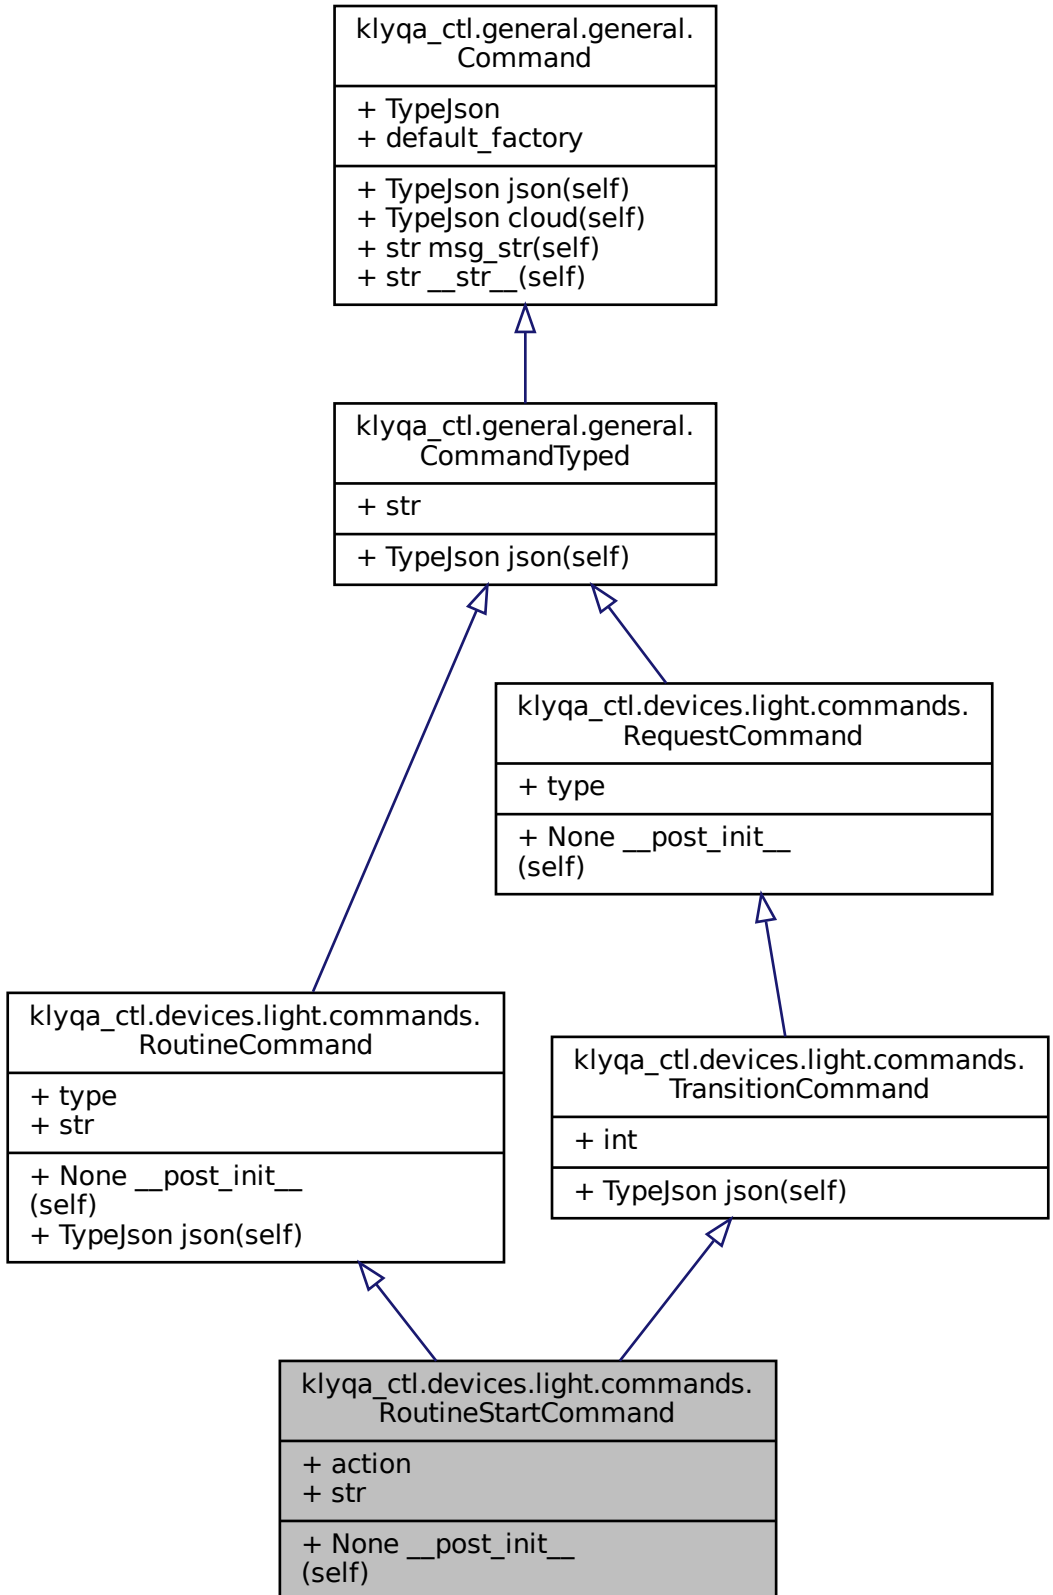 klyqa_ctl.general.general.
Command
+ TypeJson
+ default_factory
+ TypeJson json(self)
+ TypeJson cloud(self)
+ str msg_str(self)
+ str __str__(self)
klyqa_ctl.general.general.
CommandTyped
+ str
+ TypeJson json(self)
klyqa_ctl.devices.light.commands.
RequestCommand
+ type
+ None __post_init__
(self)
klyqa_ctl.devices.light.commands.
RoutineCommand
+ type
+ str
+ None __post_init__
(self)
+ TypeJson json(self)
klyqa_ctl.devices.light.commands.
TransitionCommand
+ int
+ TypeJson json(self)
klyqa_ctl.devices.light.commands.
RoutineStartCommand
+ action
+ str
+ None __post_init__
(self)